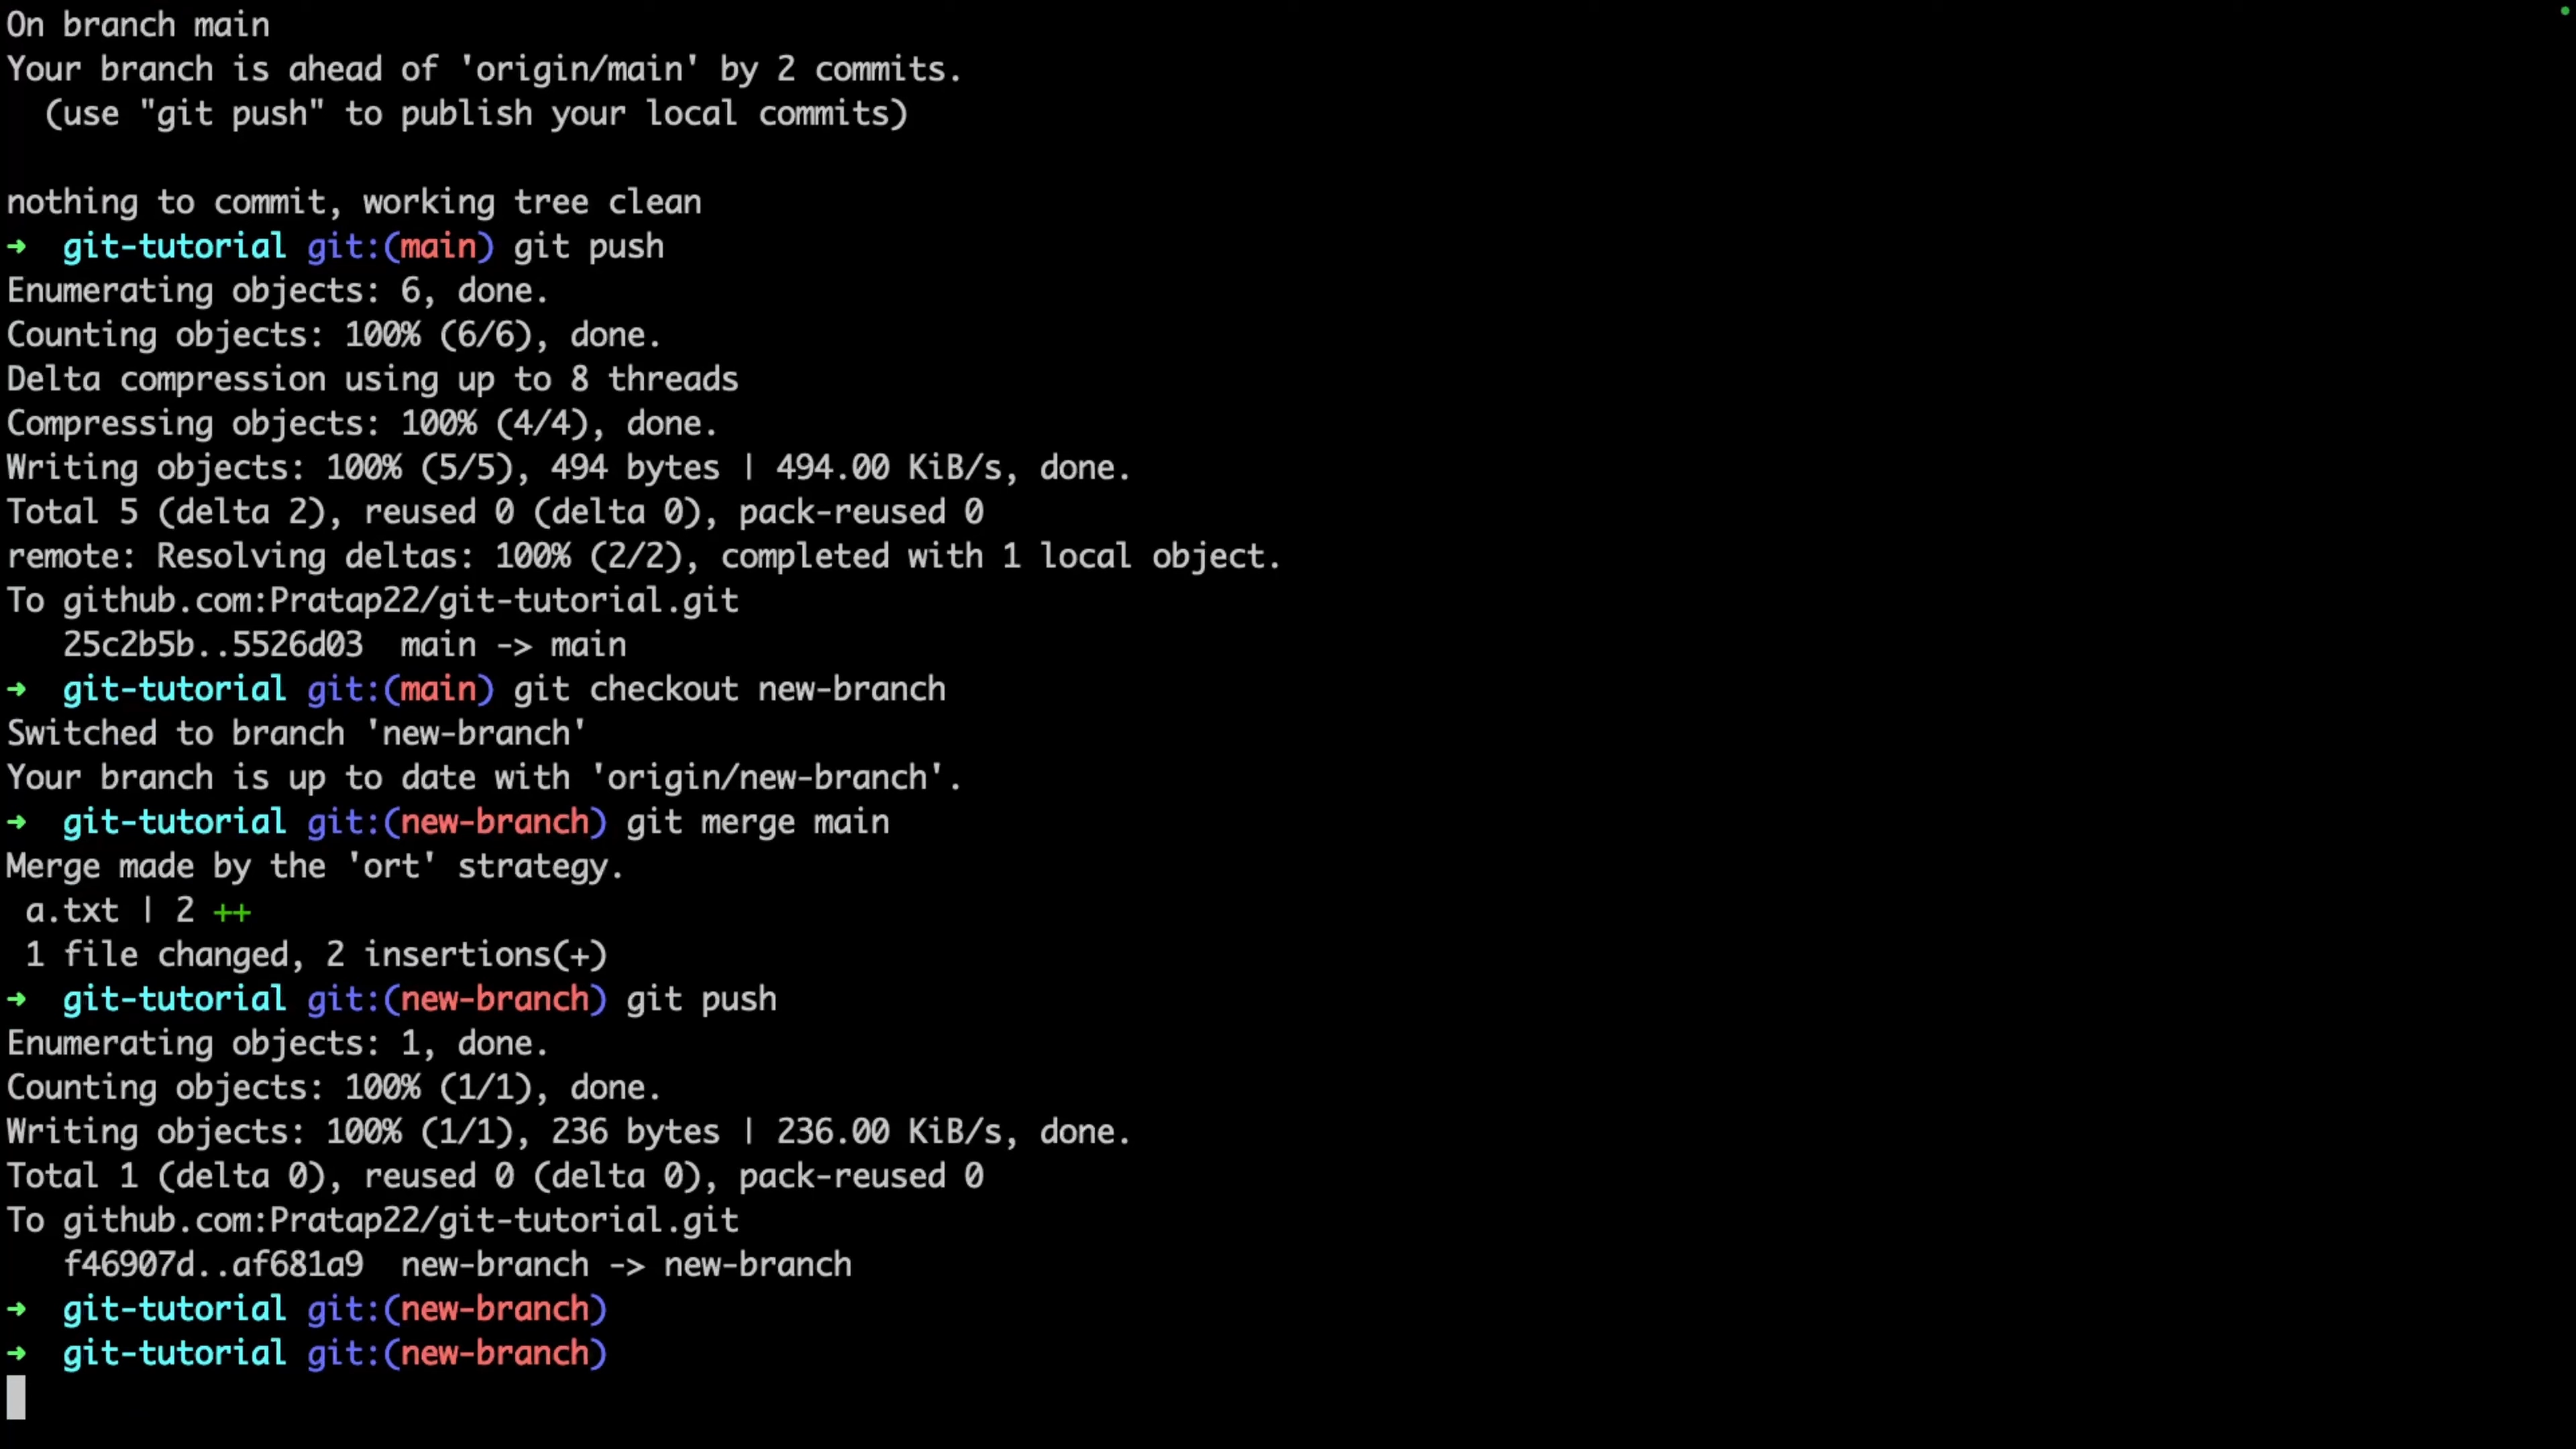 On branch main
Your branch is ahead of 'origin/main' by 2 commits.
  (use "git push" to publish your local commits)
nothing to commit, working tree clean
➜  git-tutorial git:(main) git push
Enumerating objects: 6, done.
Counting objects: 100% (6/6), done.
Delta compression using up to 8 threads
Compressing objects: 100% (4/4), done.
Writing objects: 100% (5/5), 494 bytes | 494.00 KiB/s, done.
Total 5 (delta 2), reused 0 (delta 0), pack-reused 0
remote: Resolving deltas: 100% (2/2), completed with 1 local object.
To github.com:Pratap22/git-tutorial.git
   25c2b5b..5526d03  main -> main
➜  git-tutorial git:(main) git checkout new-branch
Switched to branch 'new-branch'
Your branch is up to date with 'origin/new-branch'.
➜  git-tutorial git:(new-branch) git merge main
Merge made by the 'ort' strategy.
 a.txt | 2 ++
 1 file changed, 2 insertions(+)
➜  git-tutorial git:(new-branch) git push
Enumerating objects: 1, done.
Counting objects: 100% (1/1), done.
Writing objects: 100% (1/1), 236 bytes | 236.00 KiB/s, done.
Total 1 (delta 0), reused 0 (delta 0), pack-reused 0
To github.com:Pratap22/git-tutorial.git
   f46907d..af681a9  new-branch -> new-branch
➜  git-tutorial git:(new-branch)
➜  git-tutorial git:(new-branch)